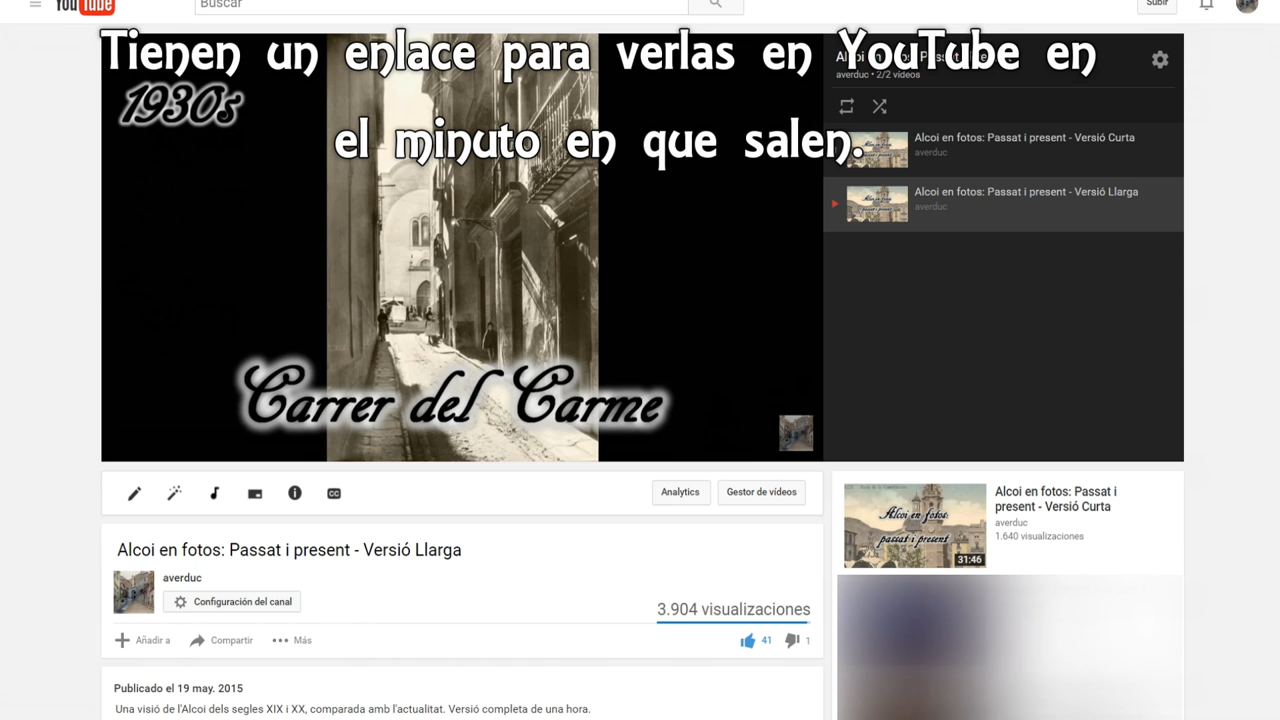 YouTube
Buscar
Subir
Tienen un enlace para verlas en YouTube en
el minuto en que salen.
1930s
Carrer del Carme
averduc • 2/2 vídeos
Alcoi en fotos: Passat i present - Versió Curta
averduc
Alcoi en fotos: Passat i present - Versió Llarga
averduc
Analytics
Gestor de vídeos
Alcoi en fotos: Passat i present - Versió Llarga
averduc
Configuración del canal
3.904 visualizaciones
Añadir a
Compartir
Más
41
1
Publicado el 19 may. 2015
Una visió de l'Alcoi dels segles XIX i XX, comparada amb l'actualitat. Versió completa de una hora.
Alcoi en fotos:
passat i present
31:46
Alcoi en fotos: Passat i
present - Versió Curta
averduc
1.640 visualizaciones